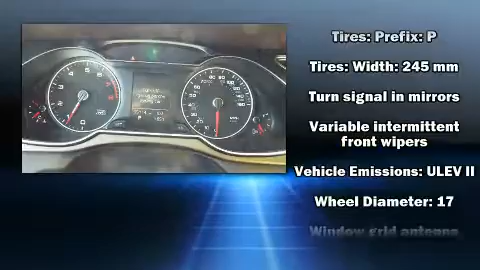 Tires: Prefix: P
Tires: Width: 245 mm
Turn signal in mirrors
Variable intermittent
front wipers
Vehicle Emissions: ULEV II
Wheel Diameter: 17
Window grid antenna